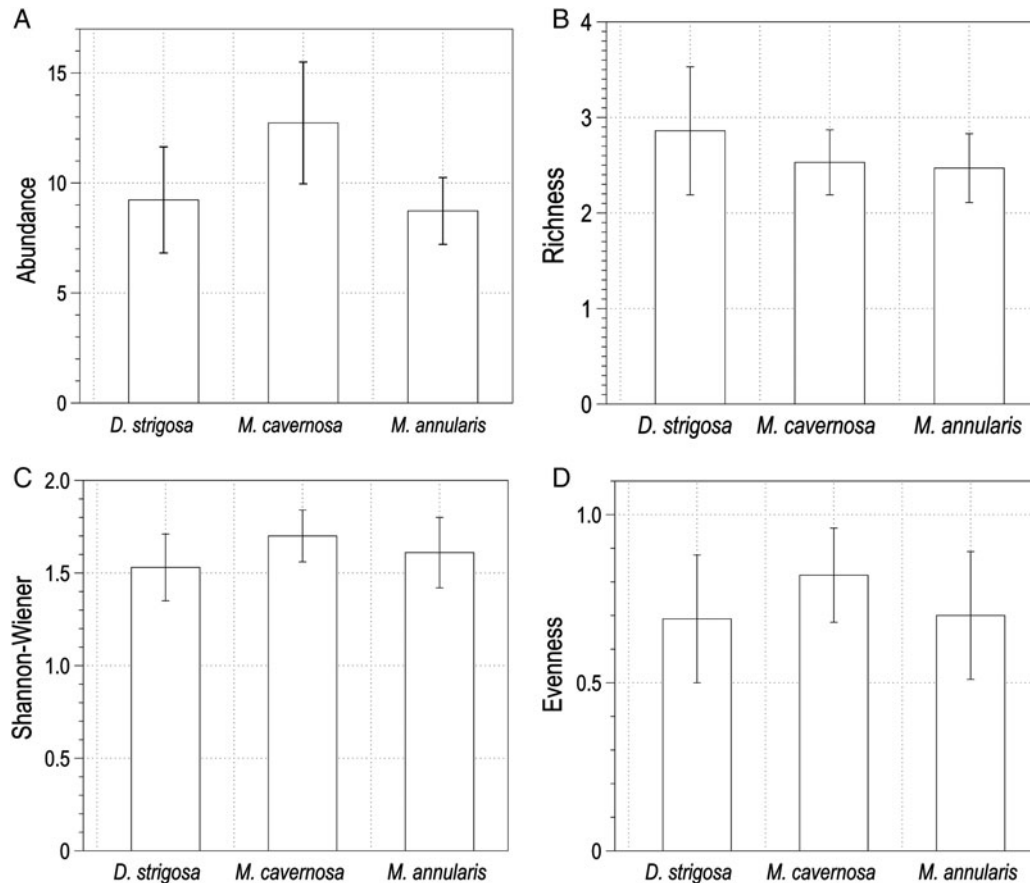 A
Abundance
15
10
5
0
D. strigosa M. cavernosa M. annularis
B
Richness
4
3
2
1
0
D. strigosa M. cavernosa M. annularis
C
Shannon-Wiener
2.0
1.5
1.0
0.5
0
D. strigosa M. cavernosa M. annularis
D
Evenness
1.0
0.5
0
D. strigosa M. cavernosa M. annularis